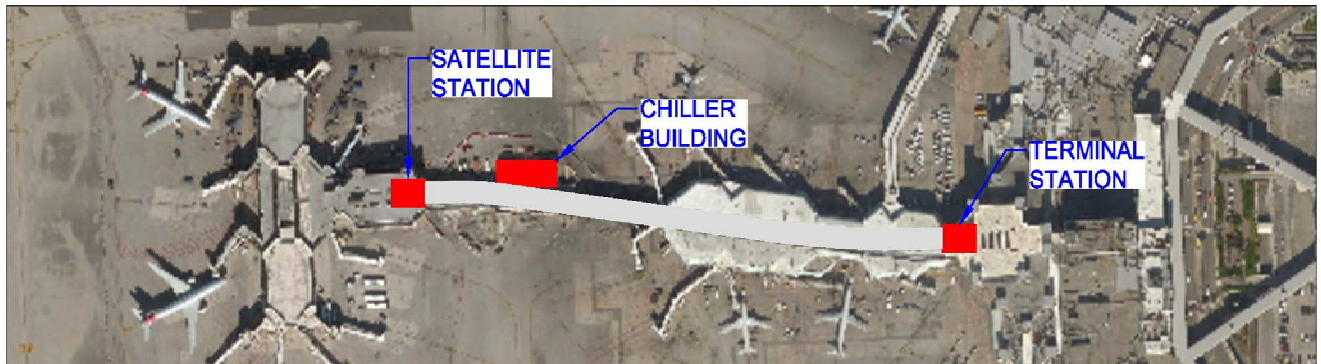 SATELLITE
STATION
CHILLER
BUILDING
TERMINAL
STATION